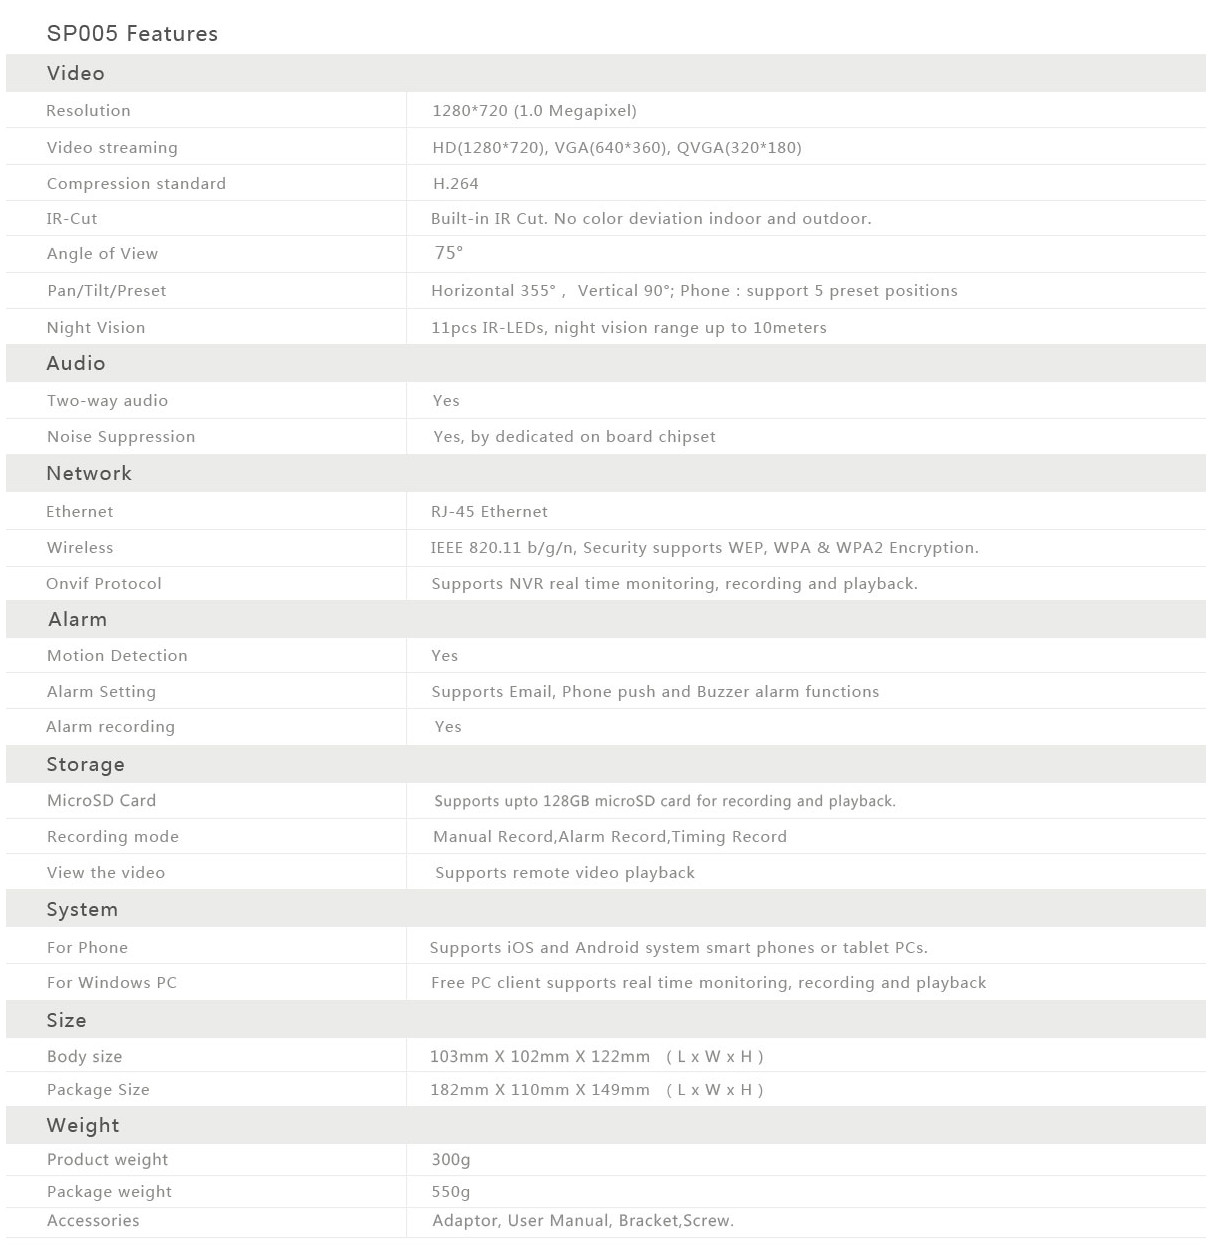 SP005 Features
Video
Resolution 1280*720 (1.0 Megapixel)
Video streaming HD(1280*720), VGA(640*360), QVGA(320*180)
Compression standard H.264
IR-Cut Built-in IR Cut. No color deviation indoor and outdoor.
Angle of View 75°
Pan/Tilt/Preset Horizontal 355° ,  Vertical 90°; Phone : support 5 preset positions
Night Vision 11pcs IR-LEDs, night vision range up to 10meters
Audio
Two-way audio Yes
Noise Suppression Yes, by dedicated on board chipset
Network
Ethernet RJ-45 Ethernet
Wireless IEEE 820.11 b/g/n, Security supports WEP, WPA & WPA2 Encryption.
Onvif Protocol Supports NVR real time monitoring, recording and playback.
Alarm
Motion Detection Yes
Alarm Setting Supports Email, Phone push and Buzzer alarm functions
Alarm recording Yes
Storage
MicroSD Card Supports upto 128GB microSD card for recording and playback.
Recording mode Manual Record,Alarm Record,Timing Record
View the video Supports remote video playback
System
For Phone Supports iOS and Android system smart phones or tablet PCs.
For Windows PC Free PC client supports real time monitoring, recording and playback
Size
Body size 103mm X 102mm X 122mm ( L x W x H )
Package Size 182mm X 110mm X 149mm ( L x W x H )
Weight
Product weight 300g
Package weight 550g
Accessories Adaptor, User Manual, Bracket,Screw.